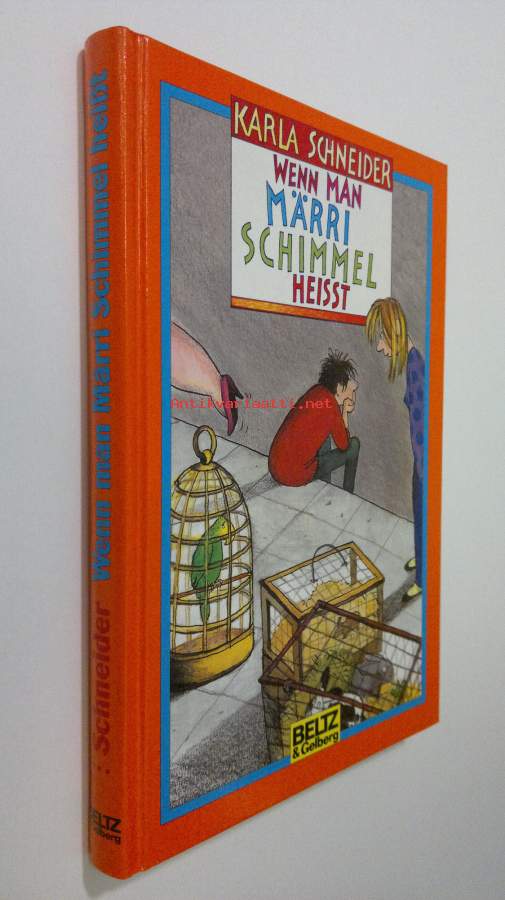 KARLA SCHNEIDER
WENN MAN
MÄRRI
SCHIMMEL
HEISST
Antikvariaatti.net
BELTZ
& Gelberg
: Schneider Wenn man Märri Schimmel heißt
BELTZ
Gelberg